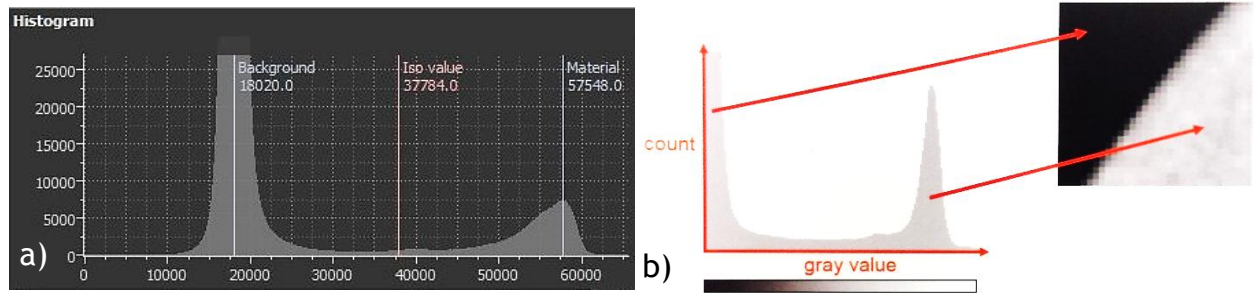 Histogram
25000
20000
15000
10000
5000
0
Background
18020.0
Iso value
37784.0
Material
57548.0
0 10000 20000 30000 40000 50000 60000
a)
count
gray value
b)